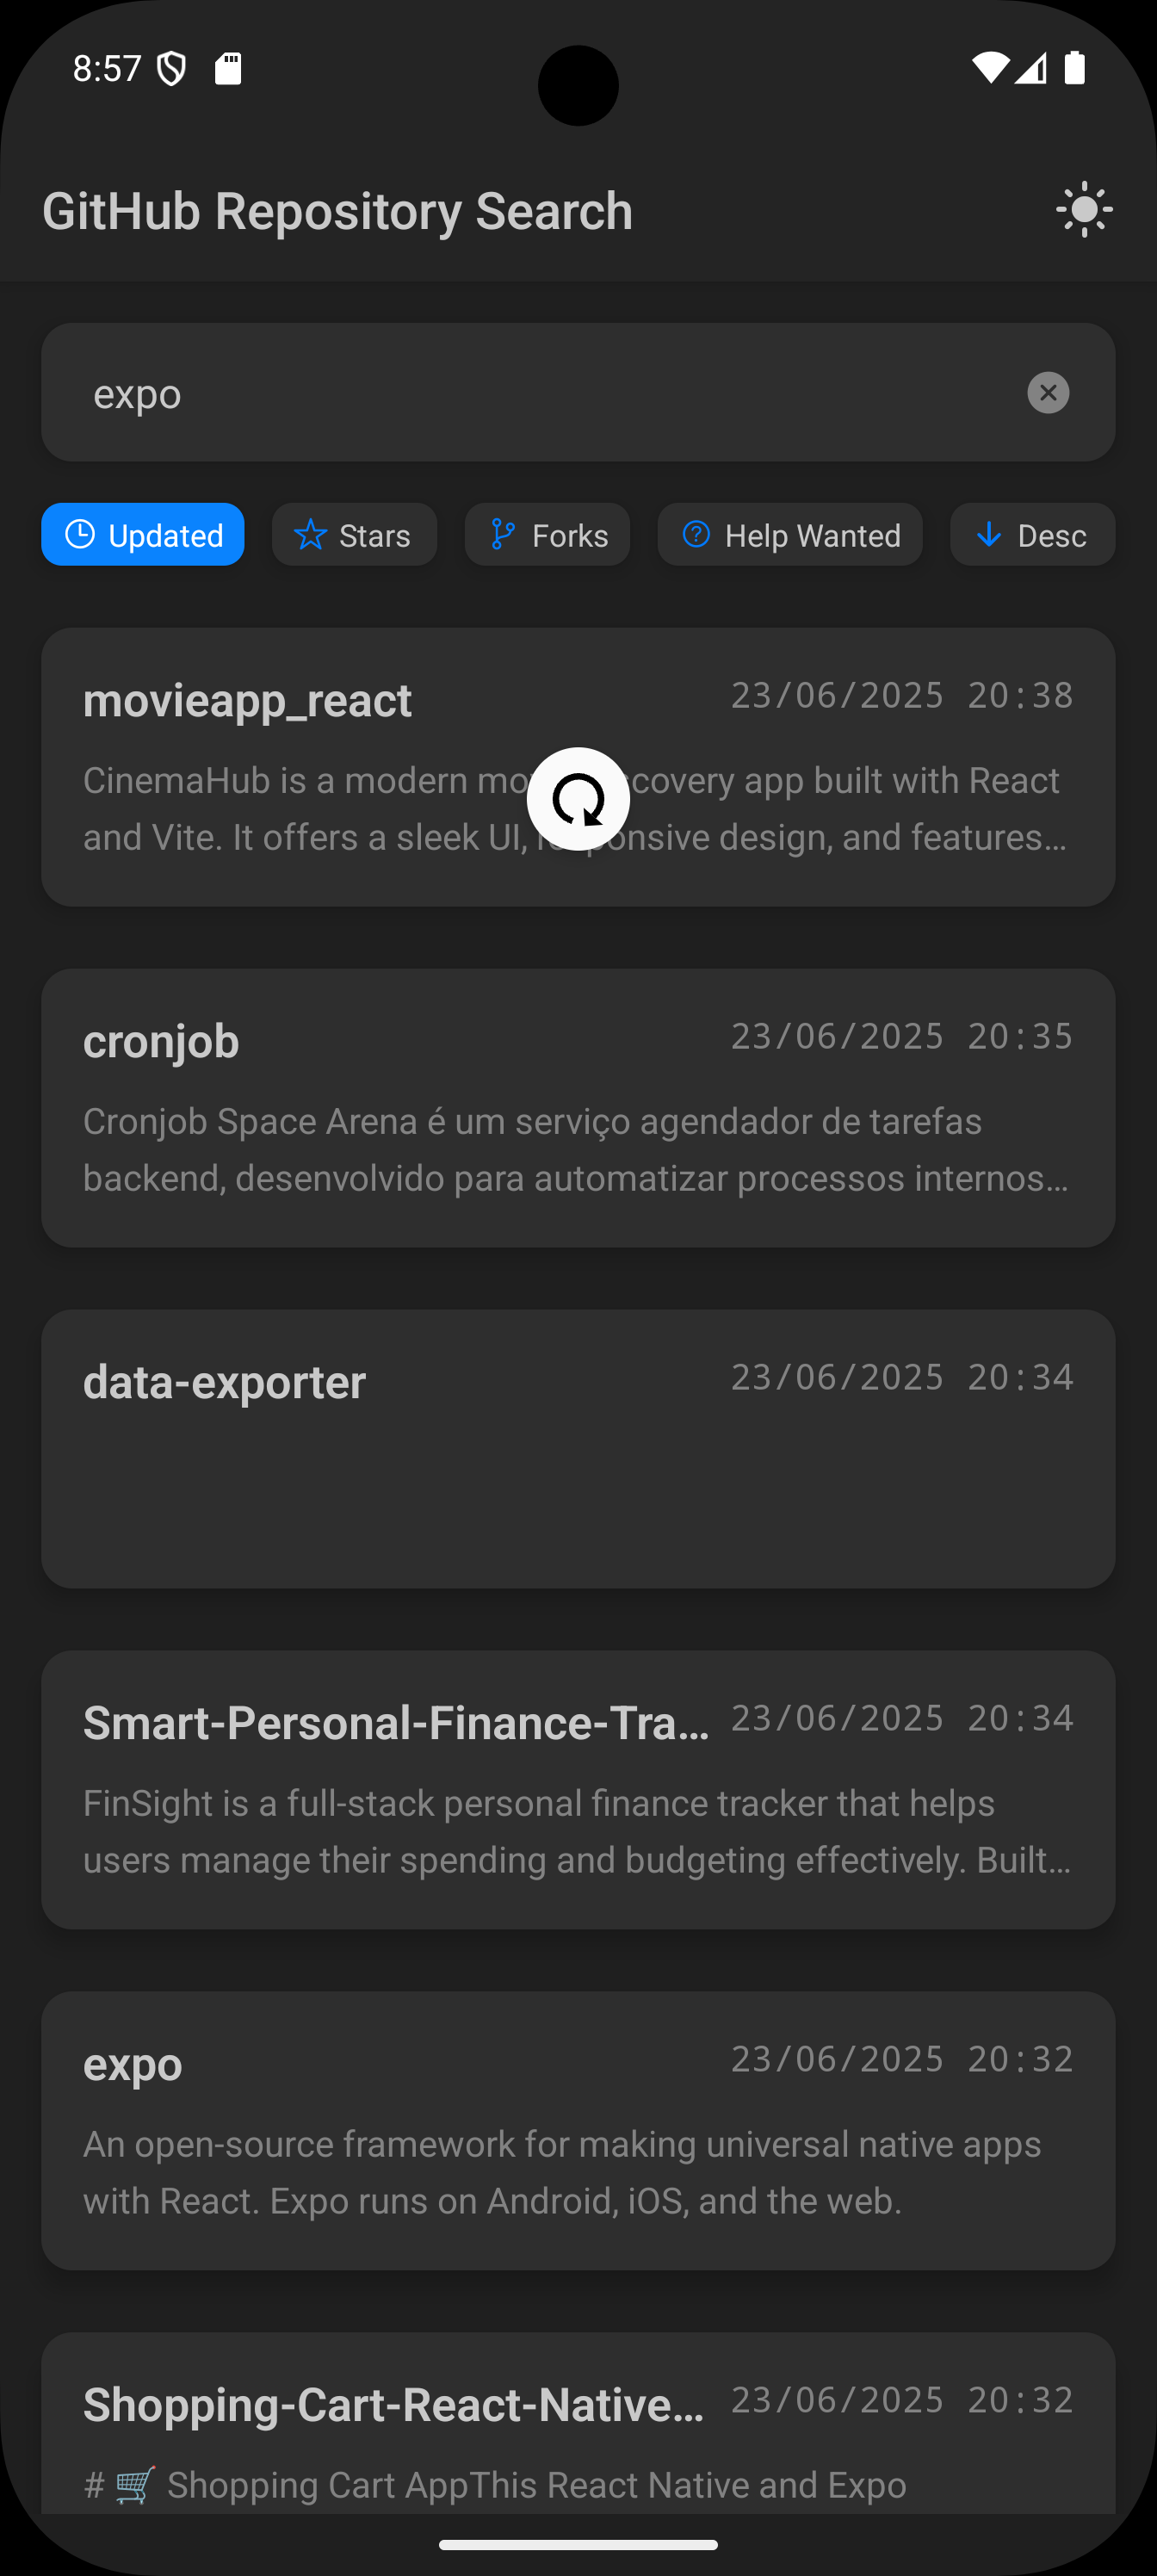 8:57
GitHub Repository Search
expo
Updated Stars Forks Help Wanted Desc
movieapp_react 23/06/2025 20:38
CinemaHub is a modern covery app built with React
and Vite. It offers a sleek UI, design, and features…
cronjob 23/06/2025 20:35
Cronjob Space Arena é um serviço agendador de tarefas
backend, desenvolvido para automatizar processos internos…
data-exporter 23/06/2025 20:34
Smart-Personal-Finance-Tra… 23/06/2025 20:34
FinSight is a full-stack personal finance tracker that helps
users manage their spending and budgeting effectively. Built…
expo 23/06/2025 20:32
An open-source framework for making universal native apps
with React. Expo runs on Android, iOS, and the web.
Shopping-Cart-React-Native… 23/06/2025 20:32
# 🛒 Shopping Cart AppThis React Native and Expo